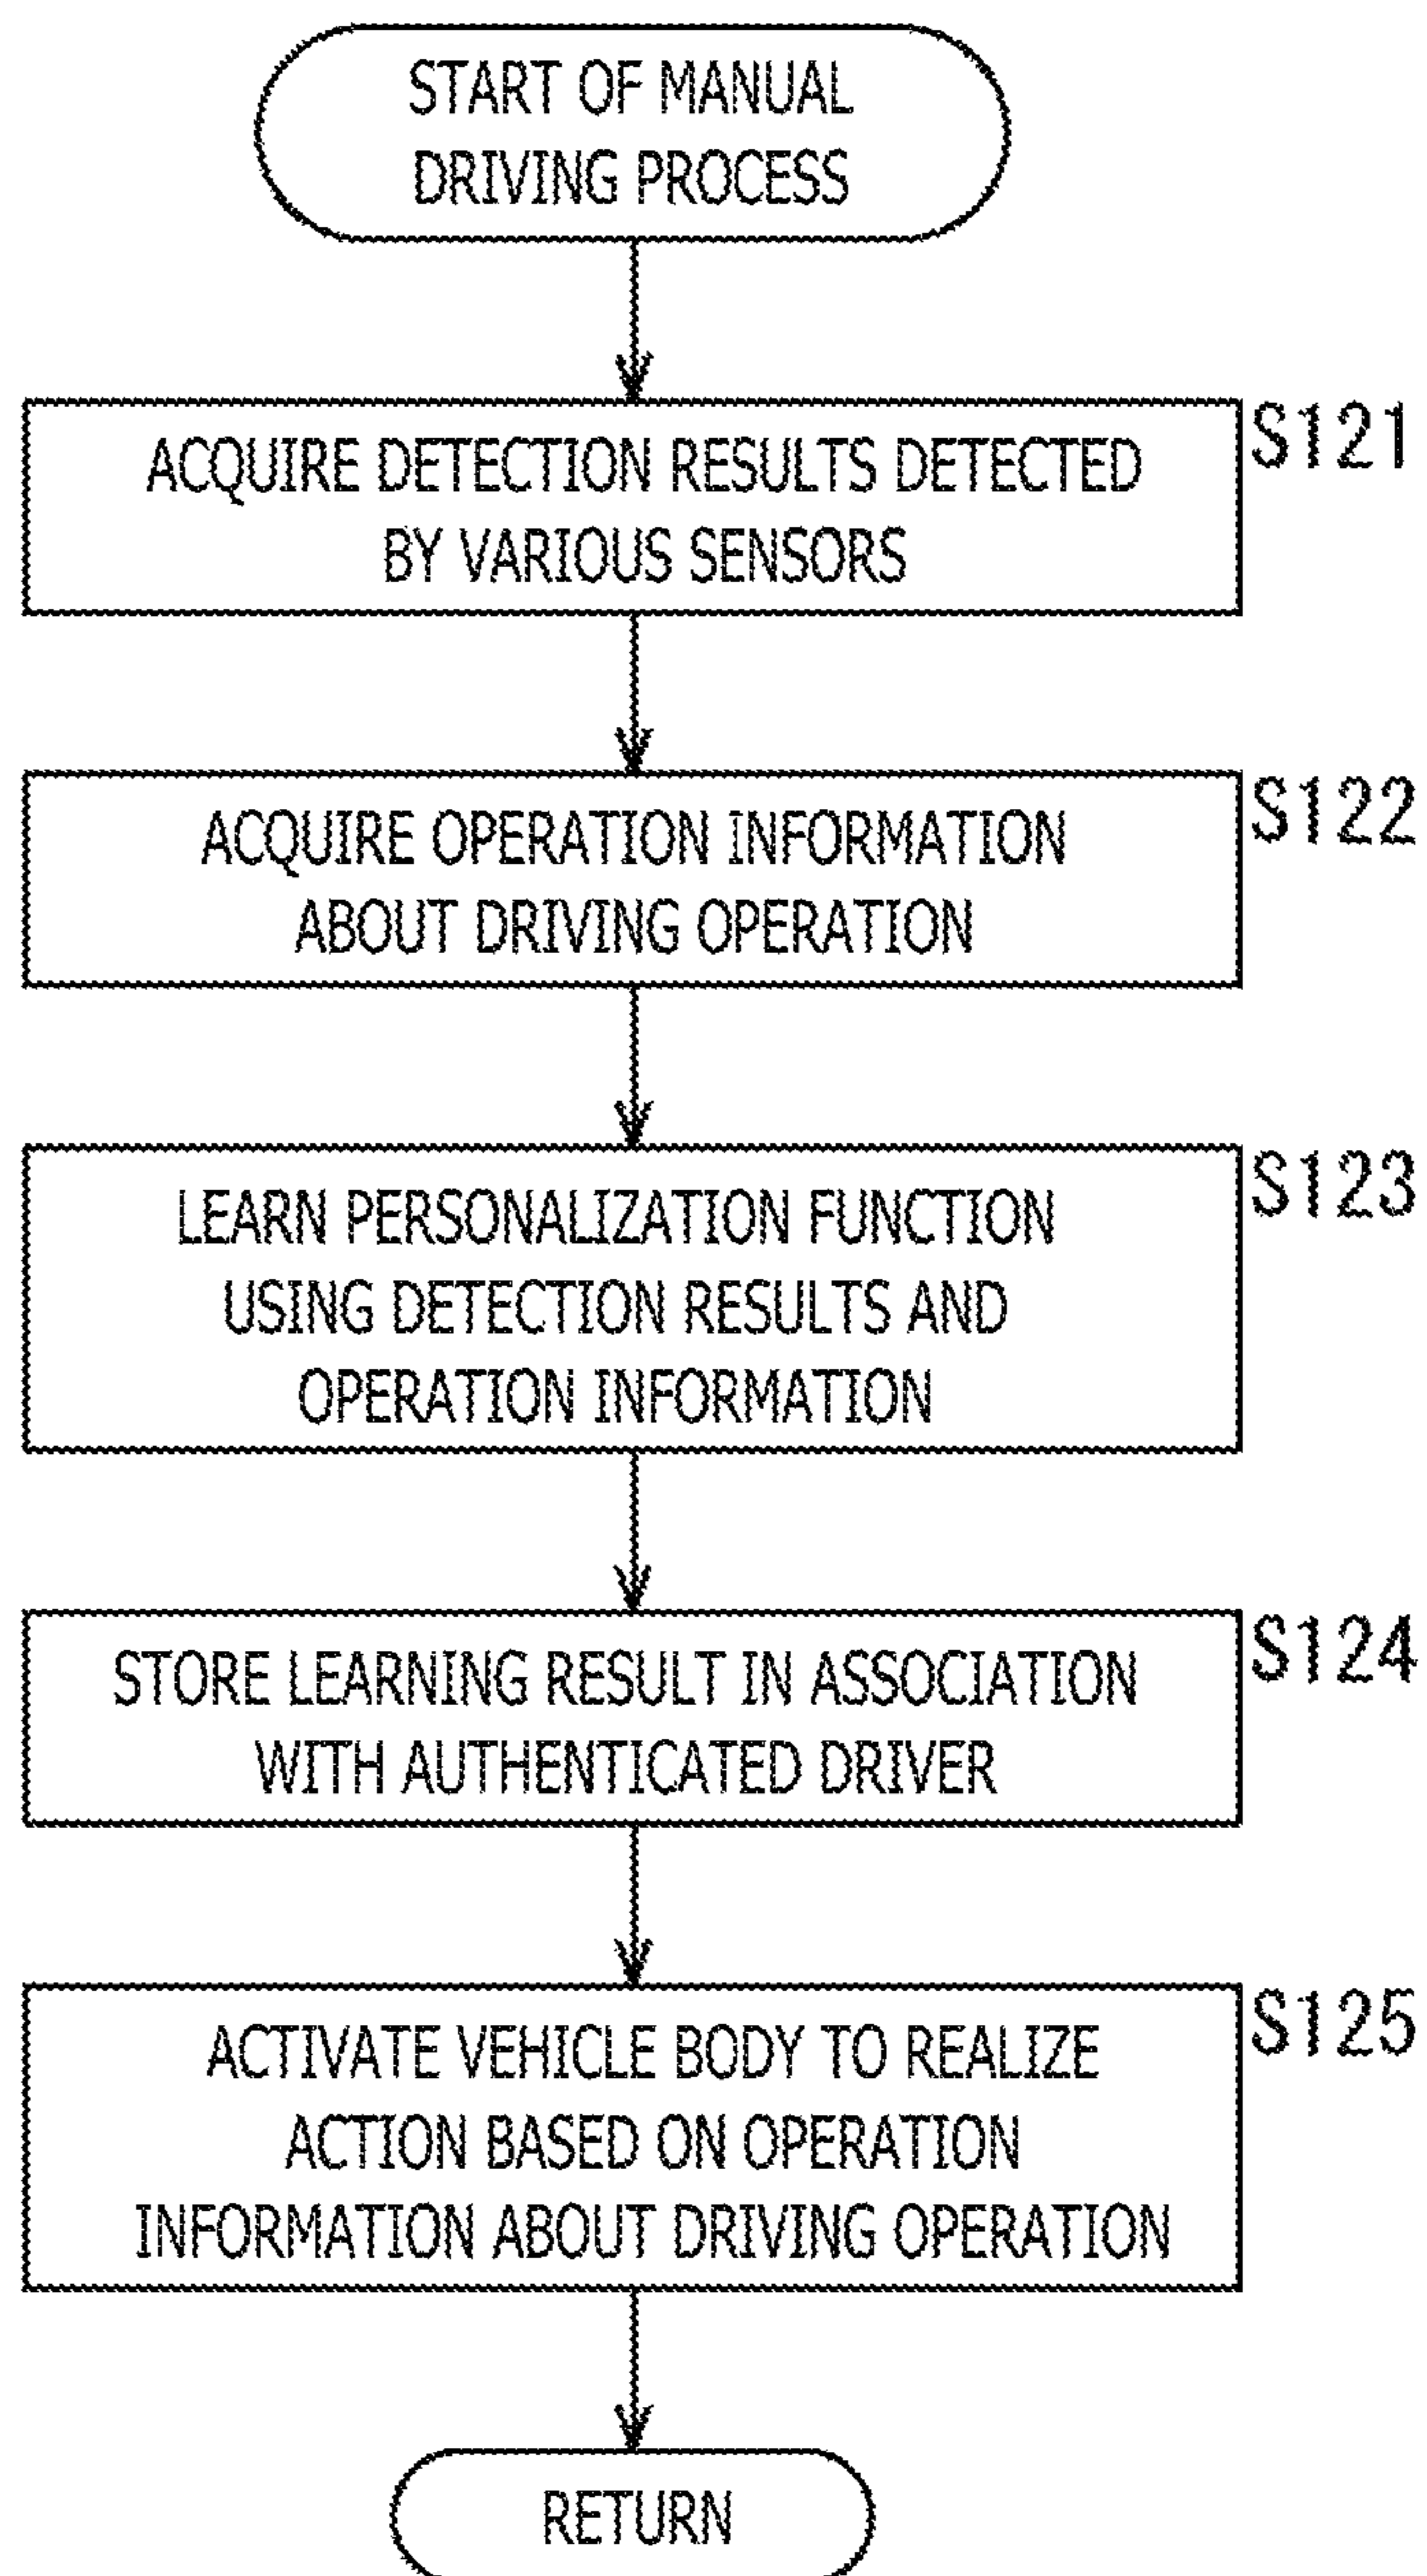 START OF MANUAL
DRIVING PROCESS
ACQUIRE DETECTION RESULTS DETECTED
BY VARIOUS SENSORS
S121
ACQUIRE OPERATION INFORMATION
ABOUT DRIVING OPERATION
S122
LEARN PERSONALIZATION FUNCTION
USING DETECTION RESULTS AND
OPERATION INFORMATION
S123
STORE LEARNING RESULT IN ASSOCIATION
WITH AUTHENTICATED DRIVER
S124
ACTIVATE VEHICLE BODY TO REALIZE
ACTION BASED ON OPERATION
INFORMATION ABOUT DRIVING OPERATION
S125
RETURN